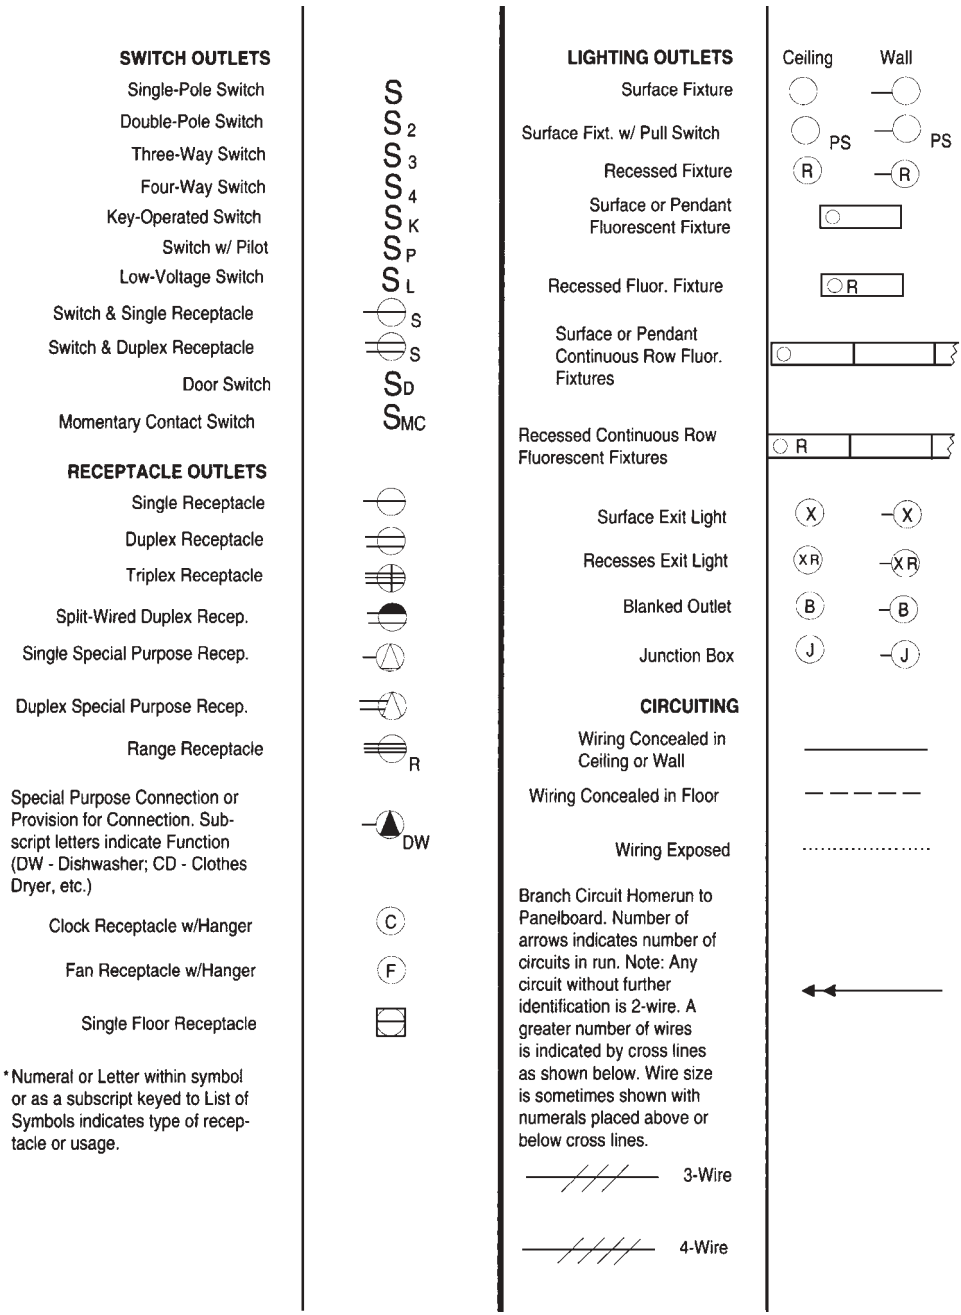 SWITCH OUTLETS
Single-Pole Switch S
Double-Pole Switch S 2
Three-Way Switch S 3
Four-Way Switch S 4
Key-Operated Switch S K
Switch w/ Pilot S P
Low-Voltage Switch S L
Switch & Single Receptacle S
Switch & Duplex Receptacle S
Door Switch SD
Momentary Contact Switch SMC
RECEPTACLE OUTLETS
Single Receptacle
Duplex Receptacle
Triplex Receptacle
Split-Wired Duplex Recep.
Single Special Purpose Recep.
Duplex Special Purpose Recep.
Range Receptacle R
Special Purpose Connection or
Provision for Connection. Sub-
script letters indicate Function
(DW - Dishwasher; CD - Clothes
Dryer, etc.)
DW
Clock Receptacle w/Hanger C
Fan Receptacle w/Hanger F
Single Floor Receptacle
*Numeral or Letter within symbol
or as a subscript keyed to List of
Symbols indicates type of recep-
tacle or usage.
LIGHTING OUTLETS Ceiling Wall
Surface Fixture
Surface Fixt. w/ Pull Switch PS PS
Recessed Fixture R R
Surface or Pendant
Fluorescent Fixture
Recessed Fluor. Fixture R
Surface or Pendant
Continuous Row Fluor.
Fixtures
Recessed Continuous Row
Fluorescent Fixtures
R
Surface Exit Light X X
Recesses Exit Light XR XR
Blanked Outlet B B
Junction Box J J
CIRCUITING
Wiring Concealed in
Ceiling or Wall
Wiring Concealed in Floor
Wiring Exposed
Branch Circuit Homerun to
Panelboard. Number of
arrows indicates number of
circuits in run. Note: Any
circuit without further
identification is 2-wire. A
greater number of wires
is indicated by cross lines
as shown below. Wire size
is sometimes shown with
numerals placed above or
below cross lines.
3-Wire
4-Wire